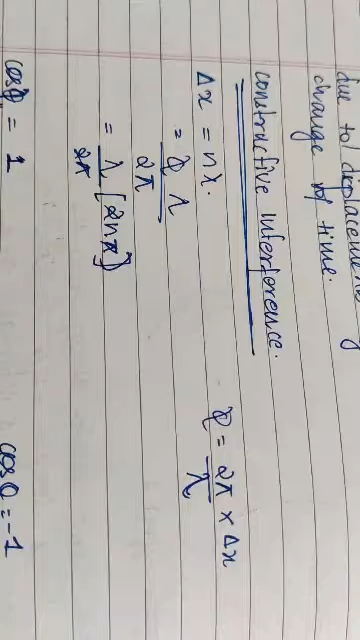 due to displacement
change of time.
constructive interference.
Δx = nλ. φ = 2π/λ × Δx
= φ λ/2π
= λ/2π [2nπ]
cosφ = 1 cosφ = -1